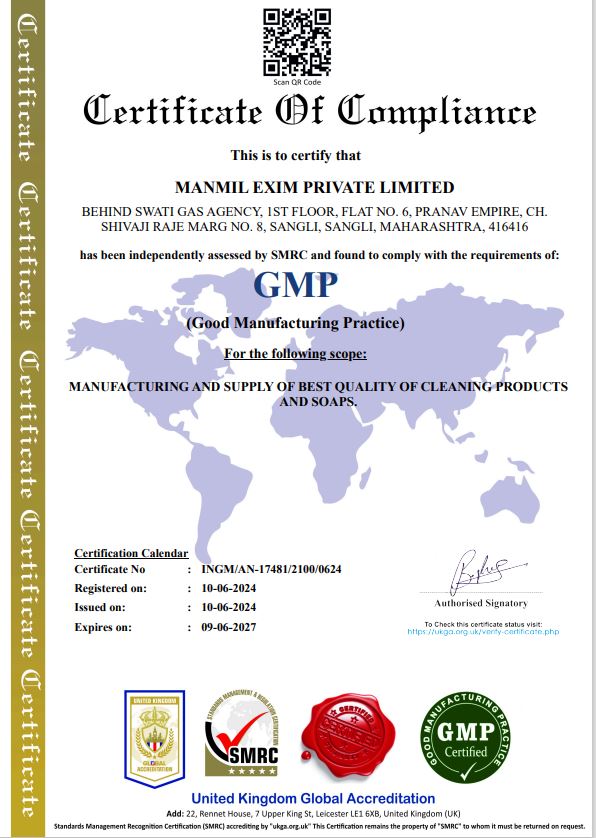 Certificate Certificate Certificate Certificate Certificate
Scan QR Code
Certificate Of Compliance
This is to certify that
MANMIL EXIM PRIVATE LIMITED
BEHIND SWATI GAS AGENCY, 1ST FLOOR, FLAT NO. 6, PRANAV EMPIRE, CH.
SHIVAJI RAJE MARG NO. 8, SANGLI, SANGLI, MAHARASHTRA, 416416
has been independently assessed by SMRC and found to comply with the requirements of:
GMP
(Good Manufacturing Practice)
For the following scope:
MANUFACTURING AND SUPPLY OF BEST QUALITY OF CLEANING PRODUCTS
AND SOAPS.
Certification Calendar
Certificate No : INGM/AN-17481/2100/0624
Registered on: : 10-06-2024
Issued on: : 10-06-2024
Expires on: : 09-06-2027
Authorised Signatory
To Check this certificate status visit:
https://ukga.org.uk/verify-certificate.php
UNITED KINGDOM
GLOBAL
ACCREDITATION
STANDARDS MANAGEMENT & REGULATION CERTIFICATION
SMRC
CERTIFIED
GOOD MANUFACTURING PRACTICE
GMP
Certified
United Kingdom Global Accreditation
Add: 22, Rennet House, 7 Upper King St, Leicester LE1 6XB, United Kingdom (UK)
Standards Management Recognition Certification (SMRC) accrediting by "ukga.org.uk" This Certification remains the property of "SMRC" to whom it must be returned on request.